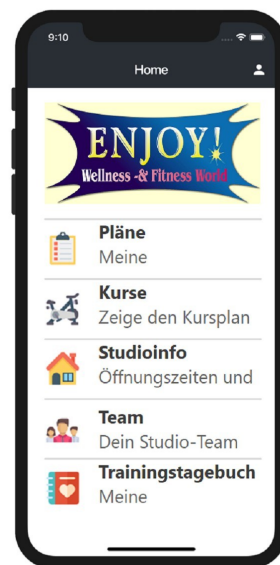 9:10
Home
ENJOY!
Wellness -& Fitness World
Pläne
Meine
Kurse
Zeige den Kursplan
Studioinfo
Öffnungszeiten und
Team
Dein Studio-Team
Trainingstagebuch
Meine